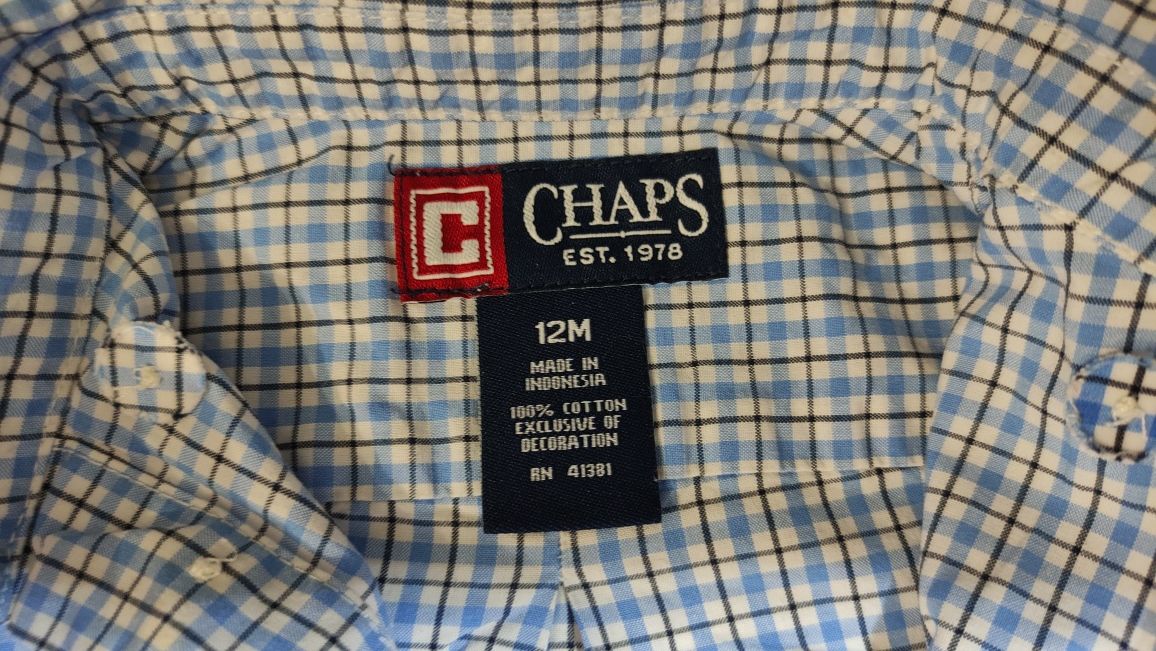 C
CHAPS
EST. 1978
12M
MADE IN
INDONESIA
100% COTTON
EXCLUSIVE OF
DECORATION
RN 41381